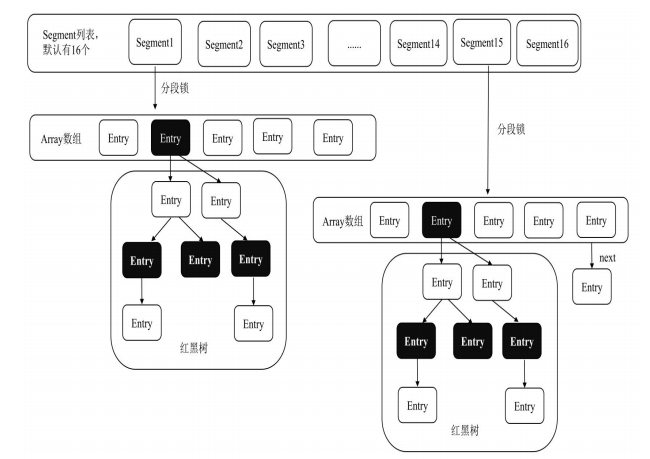 Segment列表，
默认有16个
Segment1
Segment2
Segment3
......
Segment14
Segment15
Segment16
分段锁
分段锁
Array数组
Entry
Entry
Entry
Entry
Entry
Entry
Entry
Entry
Entry
Entry
Entry
Entry
红黑树
Array数组
Entry
Entry
Entry
Entry
Entry
next
Entry
Entry
Entry
Entry
Entry
Entry
Entry
Entry
红黑树